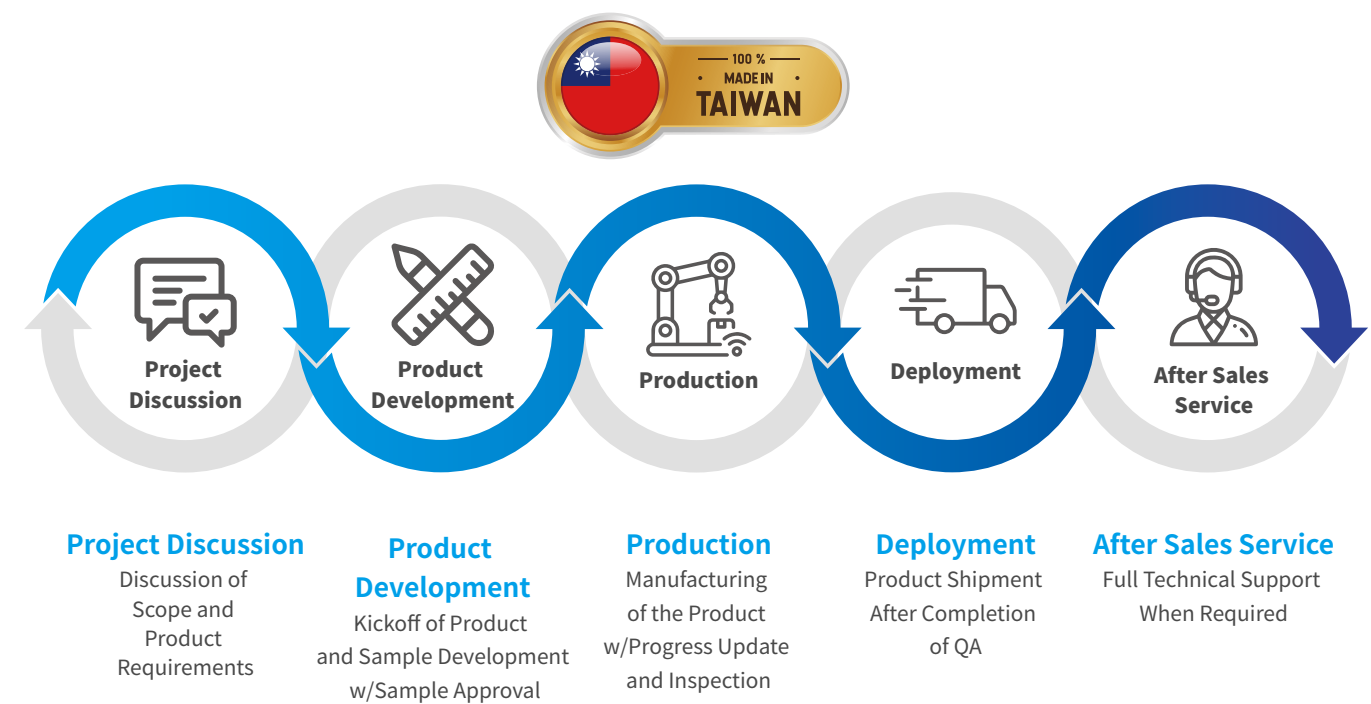 100 %
MADE IN
TAIWAN
Project
Discussion
Product
Development
Production
Deployment
After Sales
Service
Project Discussion
Discussion of
Scope and
Product
Requirements
Product
Development
Kickoff of Product
and Sample Development
w/Sample Approval
Production
Manufacturing
of the Product
w/Progress Update
and Inspection
Deployment
Product Shipment
After Completion
of QA
After Sales Service
Full Technical Support
When Required